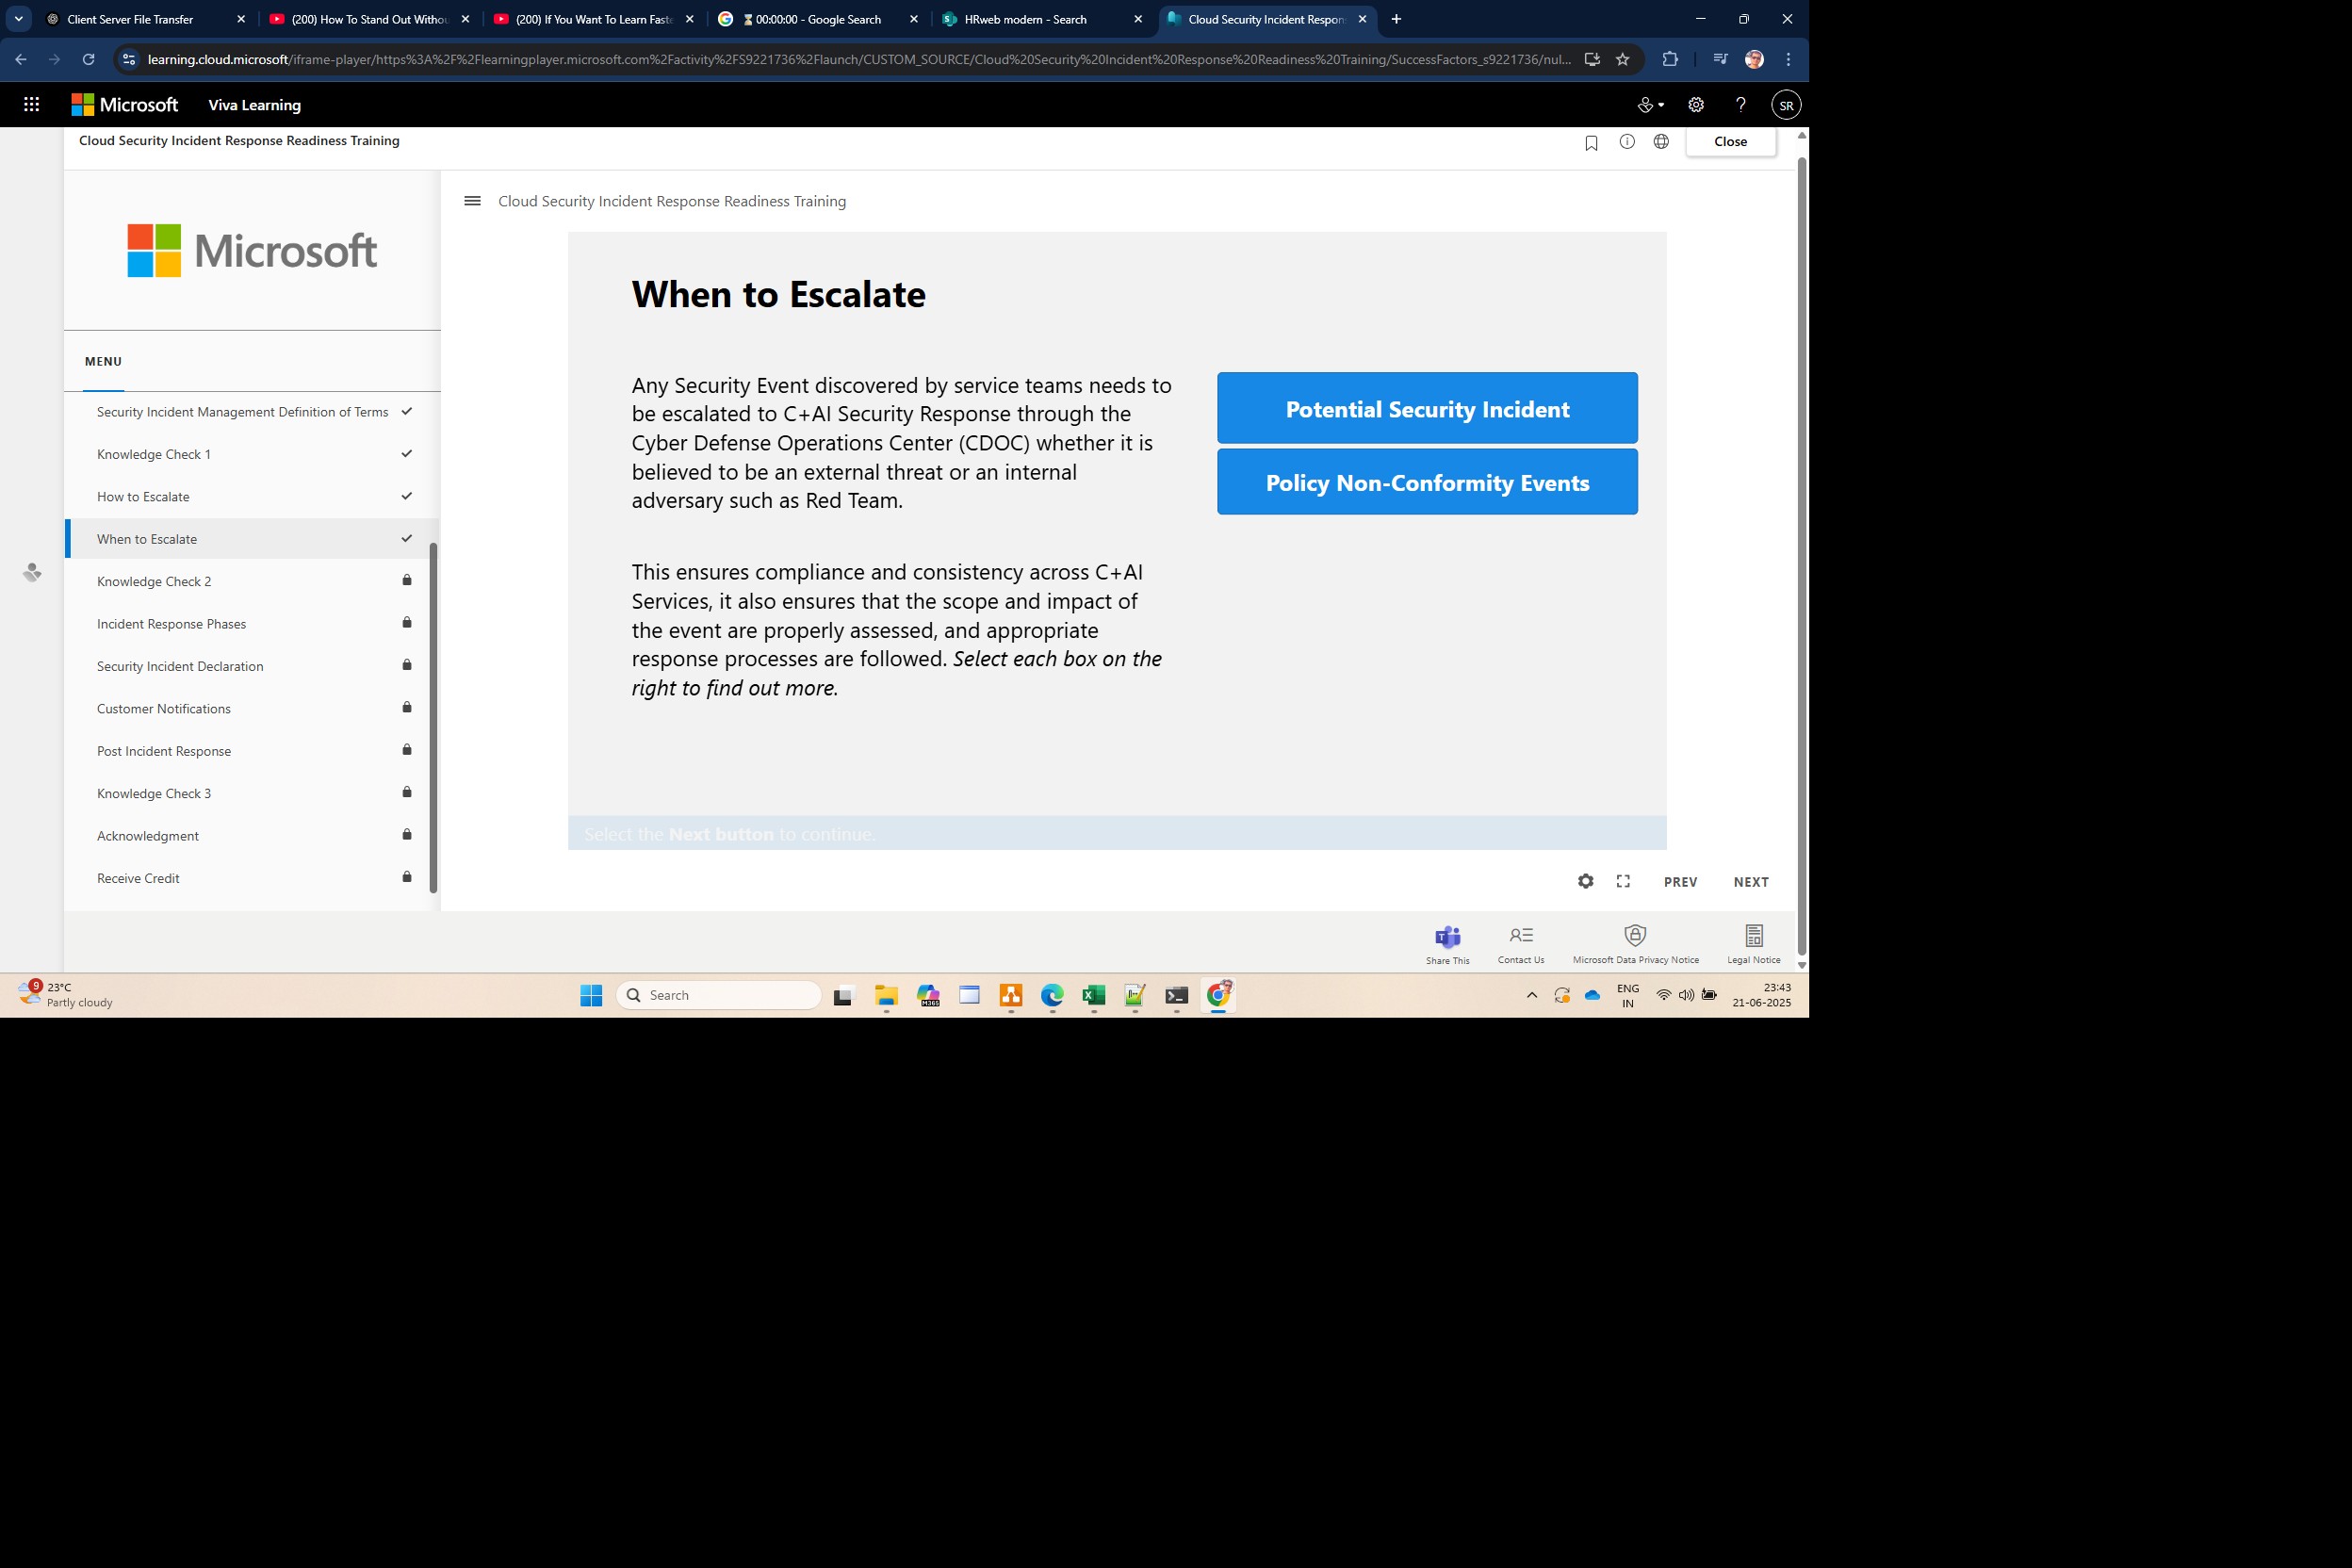 Client Server File Transfer
(200) How To Stand Out Withou
(200) If You Want To Learn Faste
00:00:00 - Google Search
HRweb modern - Search
Cloud Security Incident Respon
learning.cloud.microsoft/iframe-player/https%3A%2F%2Flearningplayer.microsoft.com%2Factivity%2FS9221736%2Flaunch/CUSTOM_SOURCE/Cloud%20Security%20Incident%20Response%20Readiness%20Training/SuccessFactors_s9221736/nul...
Microsoft
Viva Learning
SR
Cloud Security Incident Response Readiness Training
Close
Microsoft
MENU
Security Incident Management Definition of Terms
Knowledge Check 1
How to Escalate
When to Escalate
Knowledge Check 2
Incident Response Phases
Security Incident Declaration
Customer Notifications
Post Incident Response
Knowledge Check 3
Acknowledgment
Receive Credit
Cloud Security Incident Response Readiness Training
When to Escalate
Any Security Event discovered by service teams needs to
be escalated to C+AI Security Response through the
Cyber Defense Operations Center (CDOC) whether it is
believed to be an external threat or an internal
adversary such as Red Team.
This ensures compliance and consistency across C+AI
Services, it also ensures that the scope and impact of
the event are properly assessed, and appropriate
response processes are followed. Select each box on the
right to find out more.
Potential Security Incident
Policy Non-Conformity Events
Select the Next button to continue.
PREV
NEXT
Share This
Contact Us
Microsoft Data Privacy Notice
Legal Notice
9
23°C
Partly cloudy
Search
M365
ENG
IN
23:43
21-06-2025